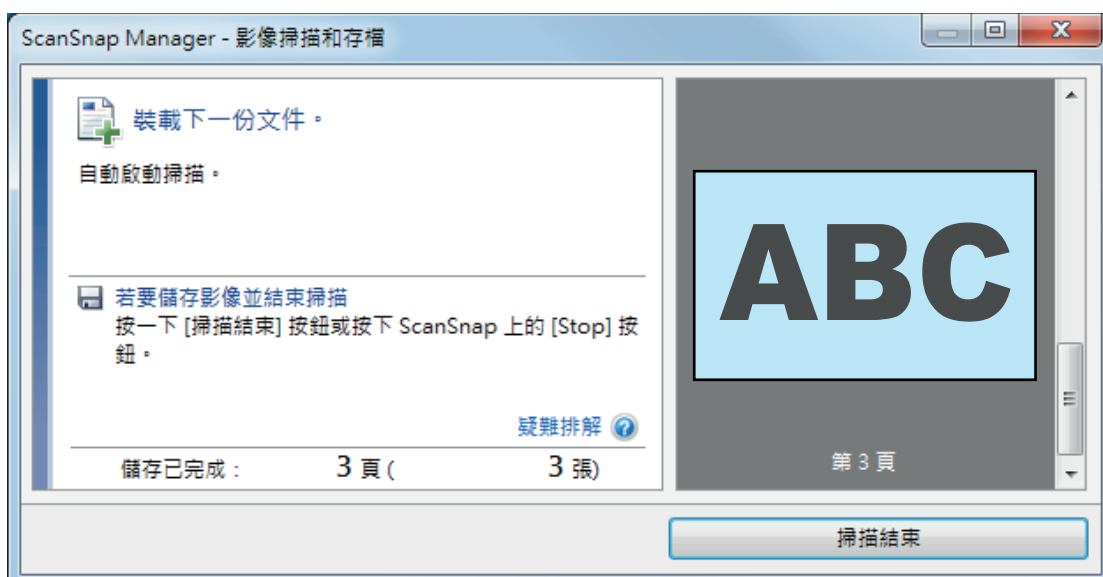 ScanSnap Manager - 影像掃描和存檔
裝載下一份文件。
自動啟動掃描。
若要儲存影像並結束掃描
按一下 [掃描結束] 按鈕或按下 ScanSnap 上的 [Stop] 按
鈕。
疑難排解
儲存已完成： 3 頁 ( 3 張)
ABC
第 3 頁
掃描結束